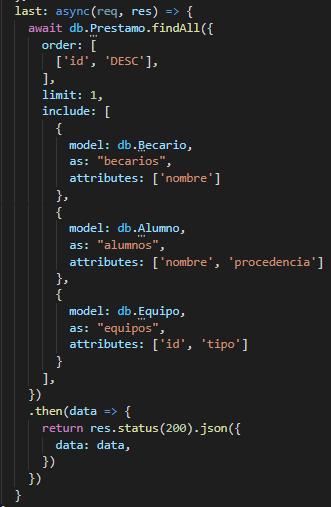 last: async(req, res) => {
  await db.Prestamo.findAll({
    order: [
      ['id', 'DESC'],
    ],
    limit: 1,
    include: [
      {
        model: db.Becario,
        as: "becarios",
        attributes: ['nombre']
      },
      {
        model: db.Alumno,
        as: "alumnos",
        attributes: ['nombre', 'procedencia']
      },
      {
        model: db.Equipo,
        as: "equipos",
        attributes: ['id', 'tipo']
      }
    ],
  })
  .then(data => {
    return res.status(200).json({
      data: data,
    })
  })
}